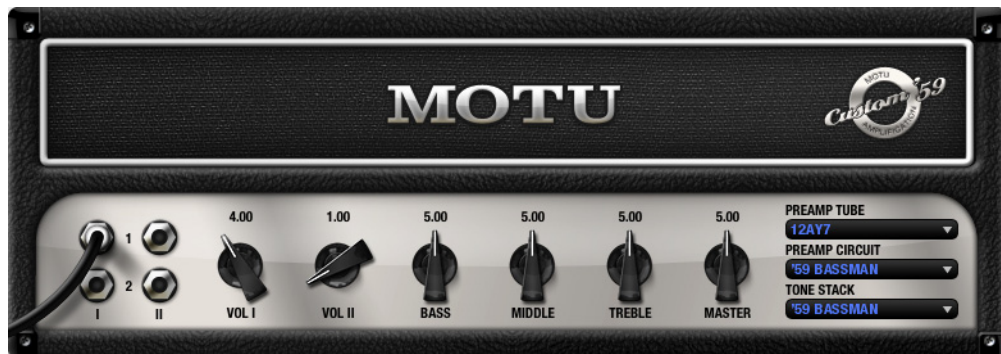 MOTU
MOTU
Custom '59
AMPLIFICATION
4.00 1.00 5.00 5.00 5.00 5.00
1
2
I II
VOL I VOL II BASS MIDDLE TREBLE MASTER
PREAMP TUBE
12AY7
PREAMP CIRCUIT
'59 BASSMAN
TONE STACK
'59 BASSMAN